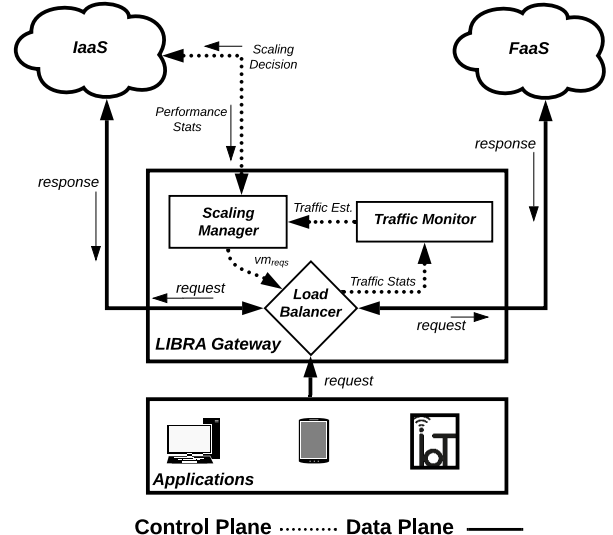 IaaS
FaaS
Scaling
Decision
Performance
Stats
response
response
Scaling
Manager
Traffic Est.
Traffic Monitor
vm_reqs
Traffic Stats
request
Load
Balancer
request
LIBRA Gateway
request
IoT
Applications
Control Plane
Data Plane